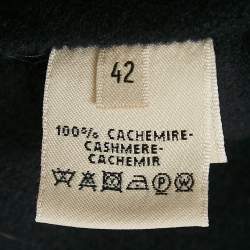 42
100% CACHEMIRE-
CASHMERE-
CACHEMIR